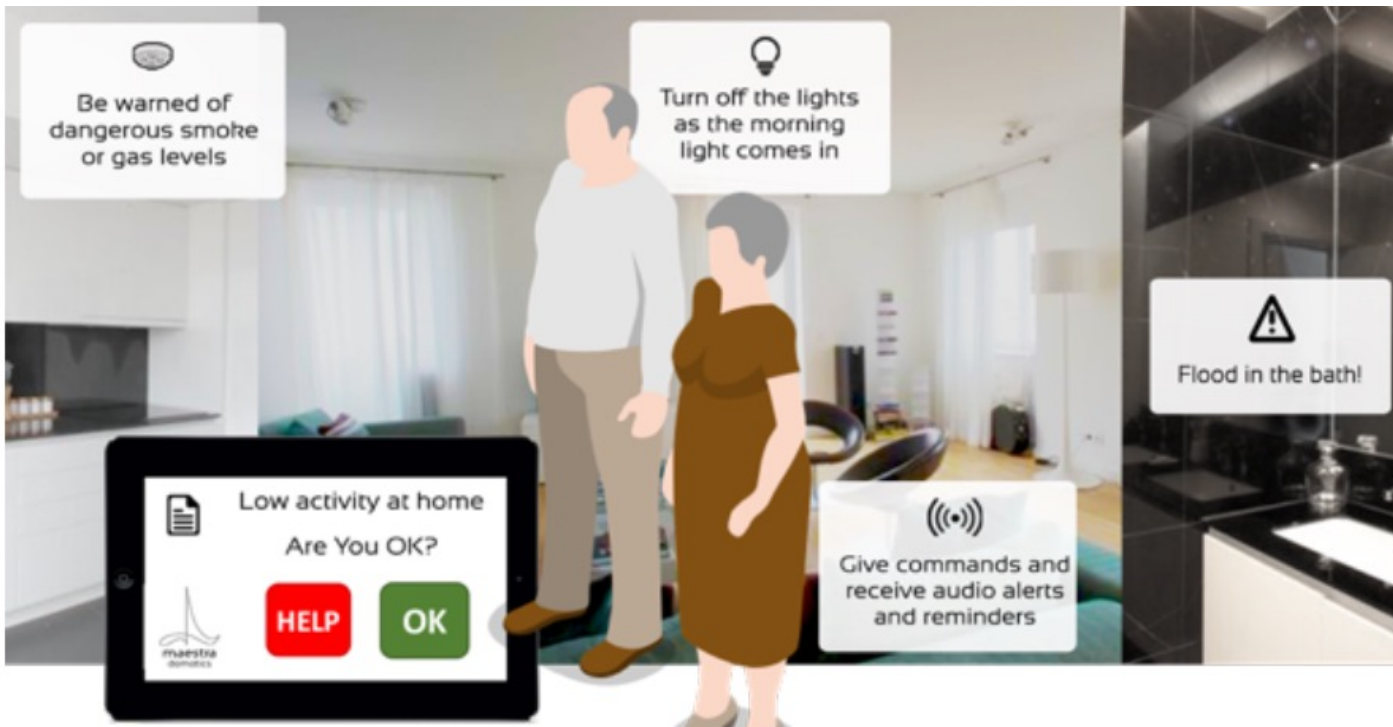 Be warned of
dangerous smoke
or gas levels
Turn off the lights
as the morning
light comes in
Flood in the bath!
Low activity at home
Are You OK?
HELP
OK
maestra
domotics
Give commands and
receive audio alerts
and reminders